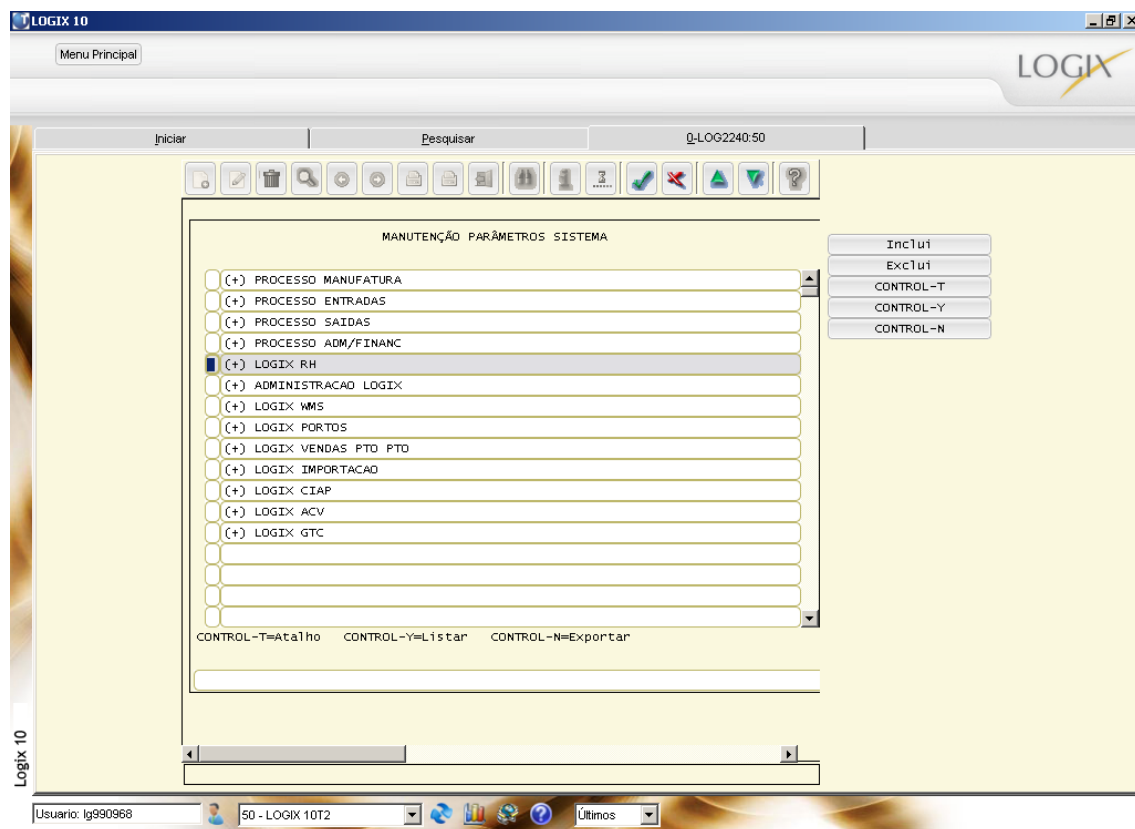 LOGIX 10
Menu Principal
LOGIX
Iniciar
Pesquisar
0-LOG2240:50
MANUTENÇÃO PARÂMETROS SISTEMA
(+) PROCESSO MANUFATURA
(+) PROCESSO ENTRADAS
(+) PROCESSO SAIDAS
(+) PROCESSO ADM/FINANC
(+) LOGIX RH
(+) ADMINISTRACAO LOGIX
(+) LOGIX WMS
(+) LOGIX PORTOS
(+) LOGIX VENDAS PTO PTO
(+) LOGIX IMPORTACAO
(+) LOGIX CIAP
(+) LOGIX ACV
(+) LOGIX GTC
CONTROL-T=Atalho CONTROL-Y=Listar CONTROL-N=Exportar
Inclui
Exclui
CONTROL-T
CONTROL-Y
CONTROL-N
Logix 10
Usuario: lg990968
50 - LOGIX 10T2
Últimos